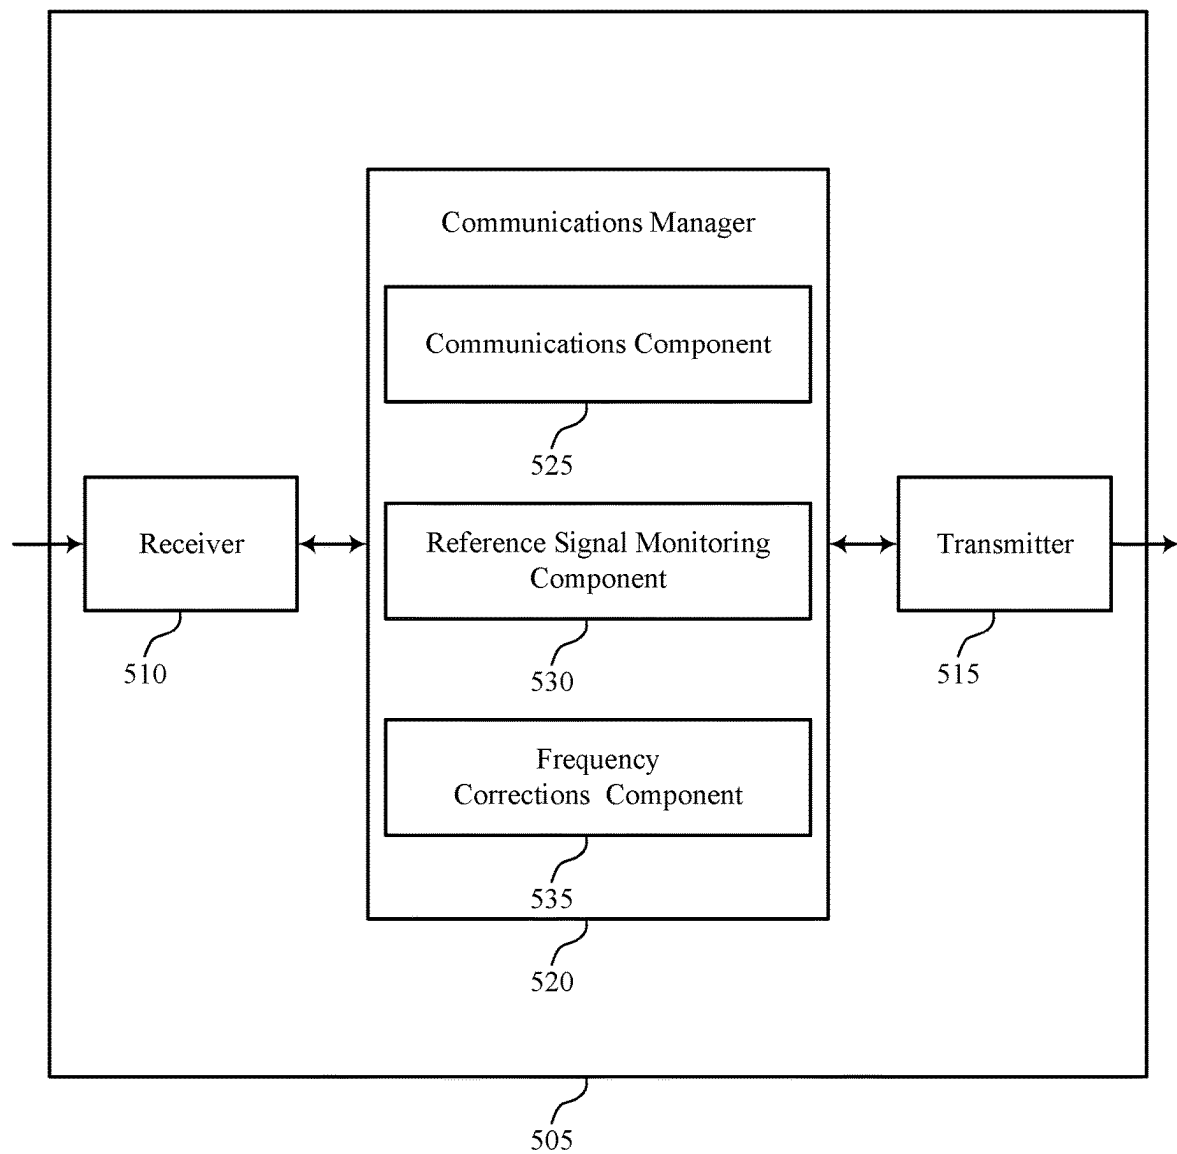 Communications Manager
Communications Component
525
Receiver
510
Reference Signal Monitoring
Component
530
Transmitter
515
Frequency
Corrections Component
535
520
505